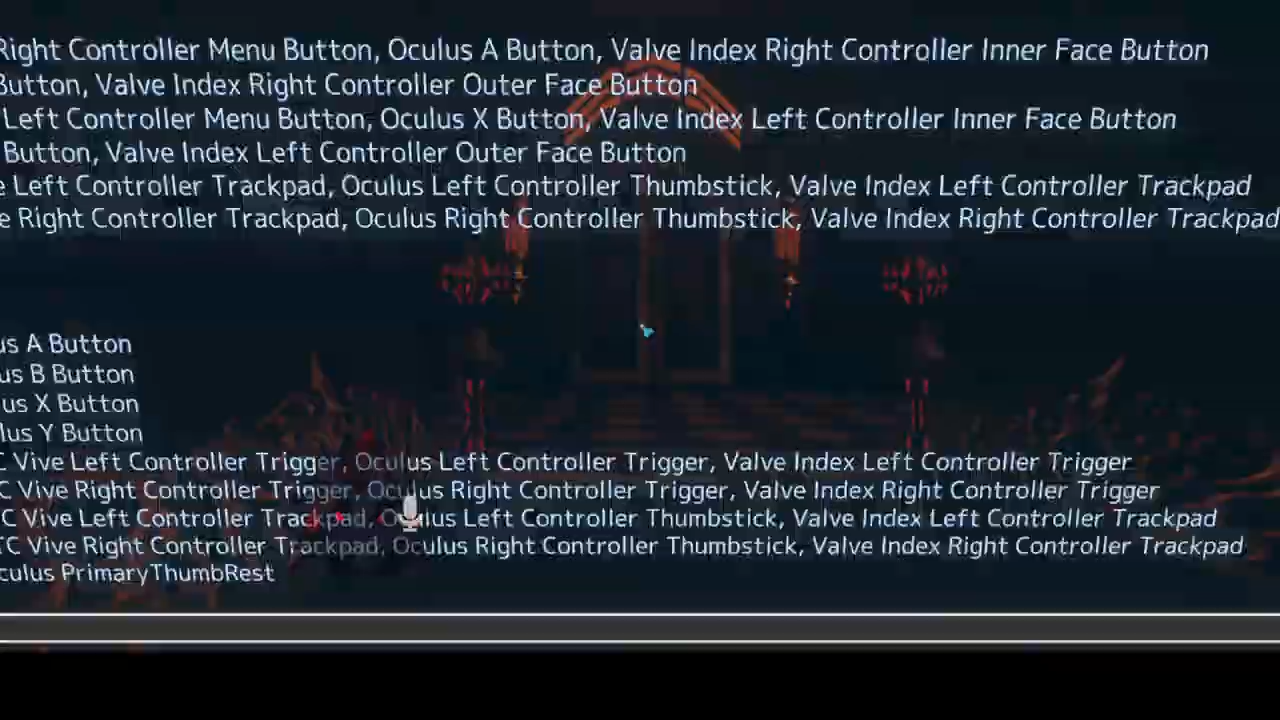 Right Controller Menu Button, Oculus A Button, Valve Index Right Controller Inner Face Button
Button, Valve Index Right Controller Outer Face Button
Left Controller Menu Button, Oculus X Button, Valve Index Left Controller Inner Face Button
Button, Valve Index Left Controller Outer Face Button
e Left Controller Trackpad, Oculus Left Controller Thumbstick, Valve Index Left Controller Trackpad
e Right Controller Trackpad, Oculus Right Controller Thumbstick, Valve Index Right Controller Trackpad
us A Button
us B Button
us X Button
lus Y Button
C Vive Left Controller Trigger, Oculus Left Controller Trigger, Valve Index Left Controller Trigger
C Vive Right Controller Trigger, Oculus Right Controller Trigger, Valve Index Right Controller Trigger
C Vive Left Controller Trackpad, Oculus Left Controller Thumbstick, Valve Index Left Controller Trackpad
TC Vive Right Controller Trackpad, Oculus Right Controller Thumbstick, Valve Index Right Controller Trackpad
culus PrimaryThumbRest